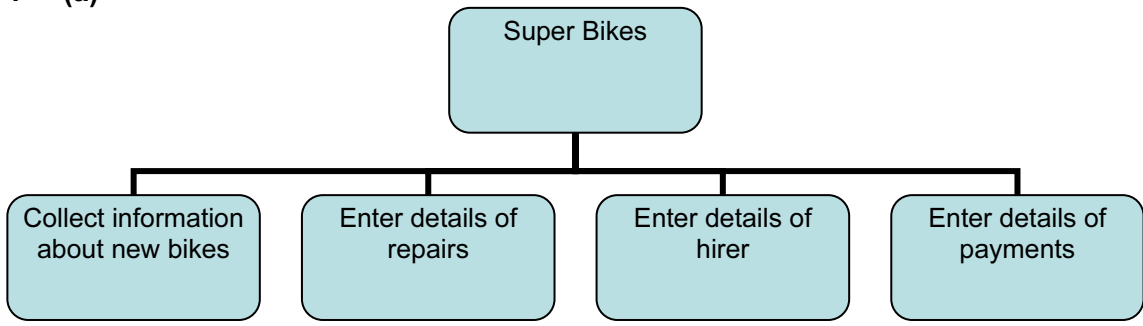 Super Bikes
Collect information
about new bikes
Enter details of
repairs
Enter details of
hirer
Enter details of
payments